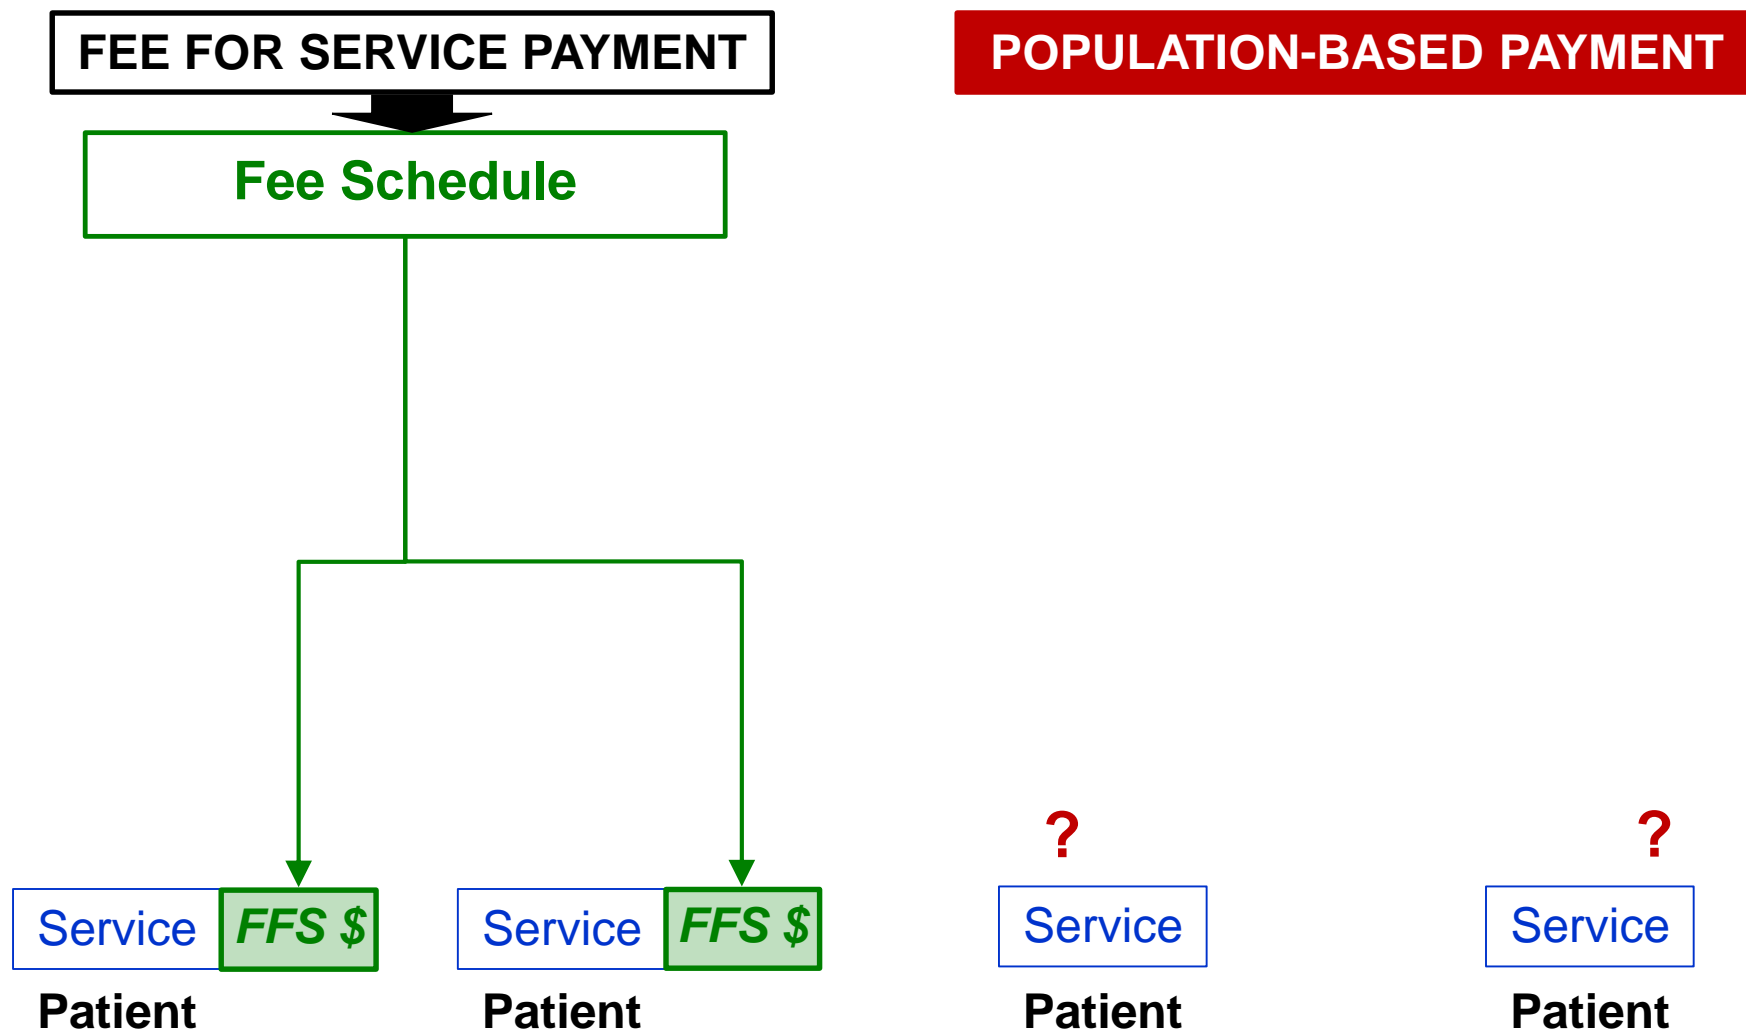 FEE FOR SERVICE PAYMENT
POPULATION-BASED PAYMENT
Fee Schedule
?
?
Service
FFS $
Service
FFS $
Service
Service
Patient
Patient
Patient
Patient